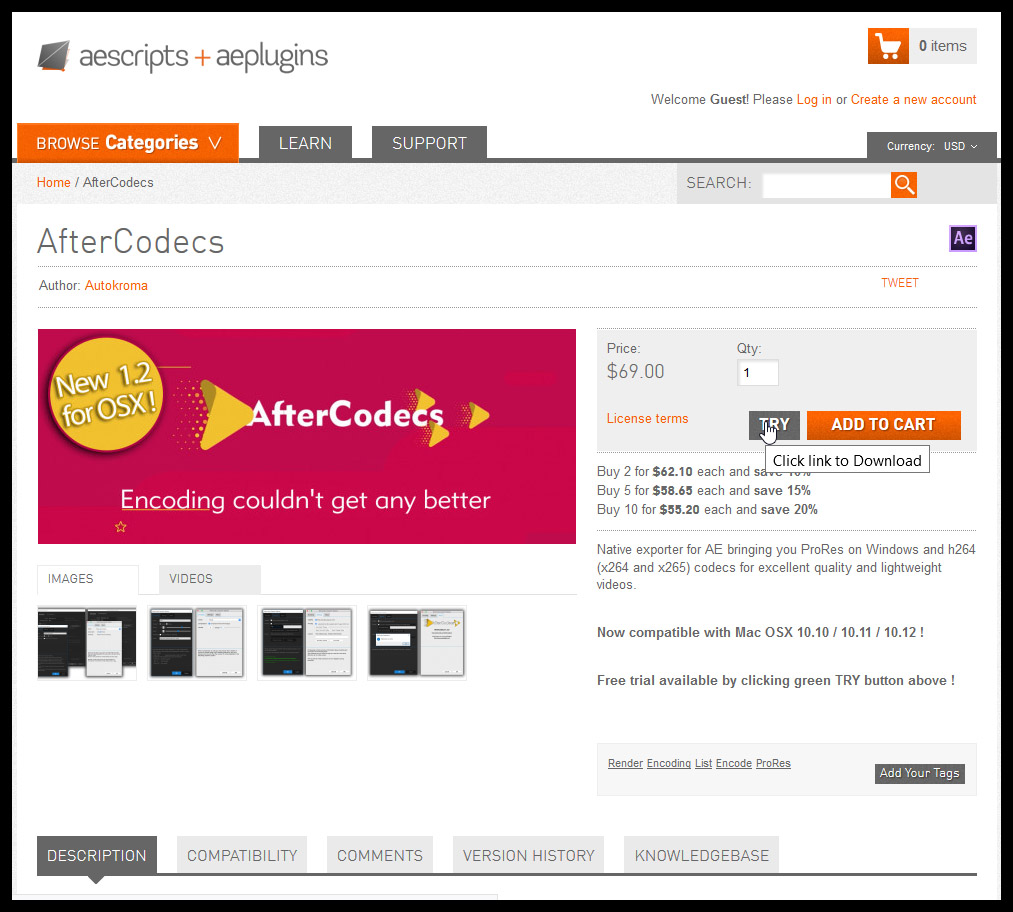 aescripts + aeplugins
0 items
Welcome Guest! Please Log in or Create a new account
BROWSE Categories
LEARN
SUPPORT
Currency: USD
Home / AfterCodecs
SEARCH:
AfterCodecs
Ae
Author: Autokroma
TWEET
New 1.2
for OSX!
AfterCodecs
Encoding couldn't get any better
Price:
Qty:
$69.00
1
License terms
TRY
ADD TO CART
Click link to Download
Buy 2 for $62.10 each and save 10%
Buy 5 for $58.65 each and save 15%
Buy 10 for $55.20 each and save 20%
Native exporter for AE bringing you ProRes on Windows and h264
(x264 and x265) codecs for excellent quality and lightweight
videos.
Now compatible with Mac OSX 10.10 / 10.11 / 10.12 !
Free trial available by clicking green TRY button above !
IMAGES
VIDEOS
AfterCodecs
Render Encoding List Encode ProRes
Add Your Tags
DESCRIPTION
COMPATIBILITY
COMMENTS
VERSION HISTORY
KNOWLEDGEBASE